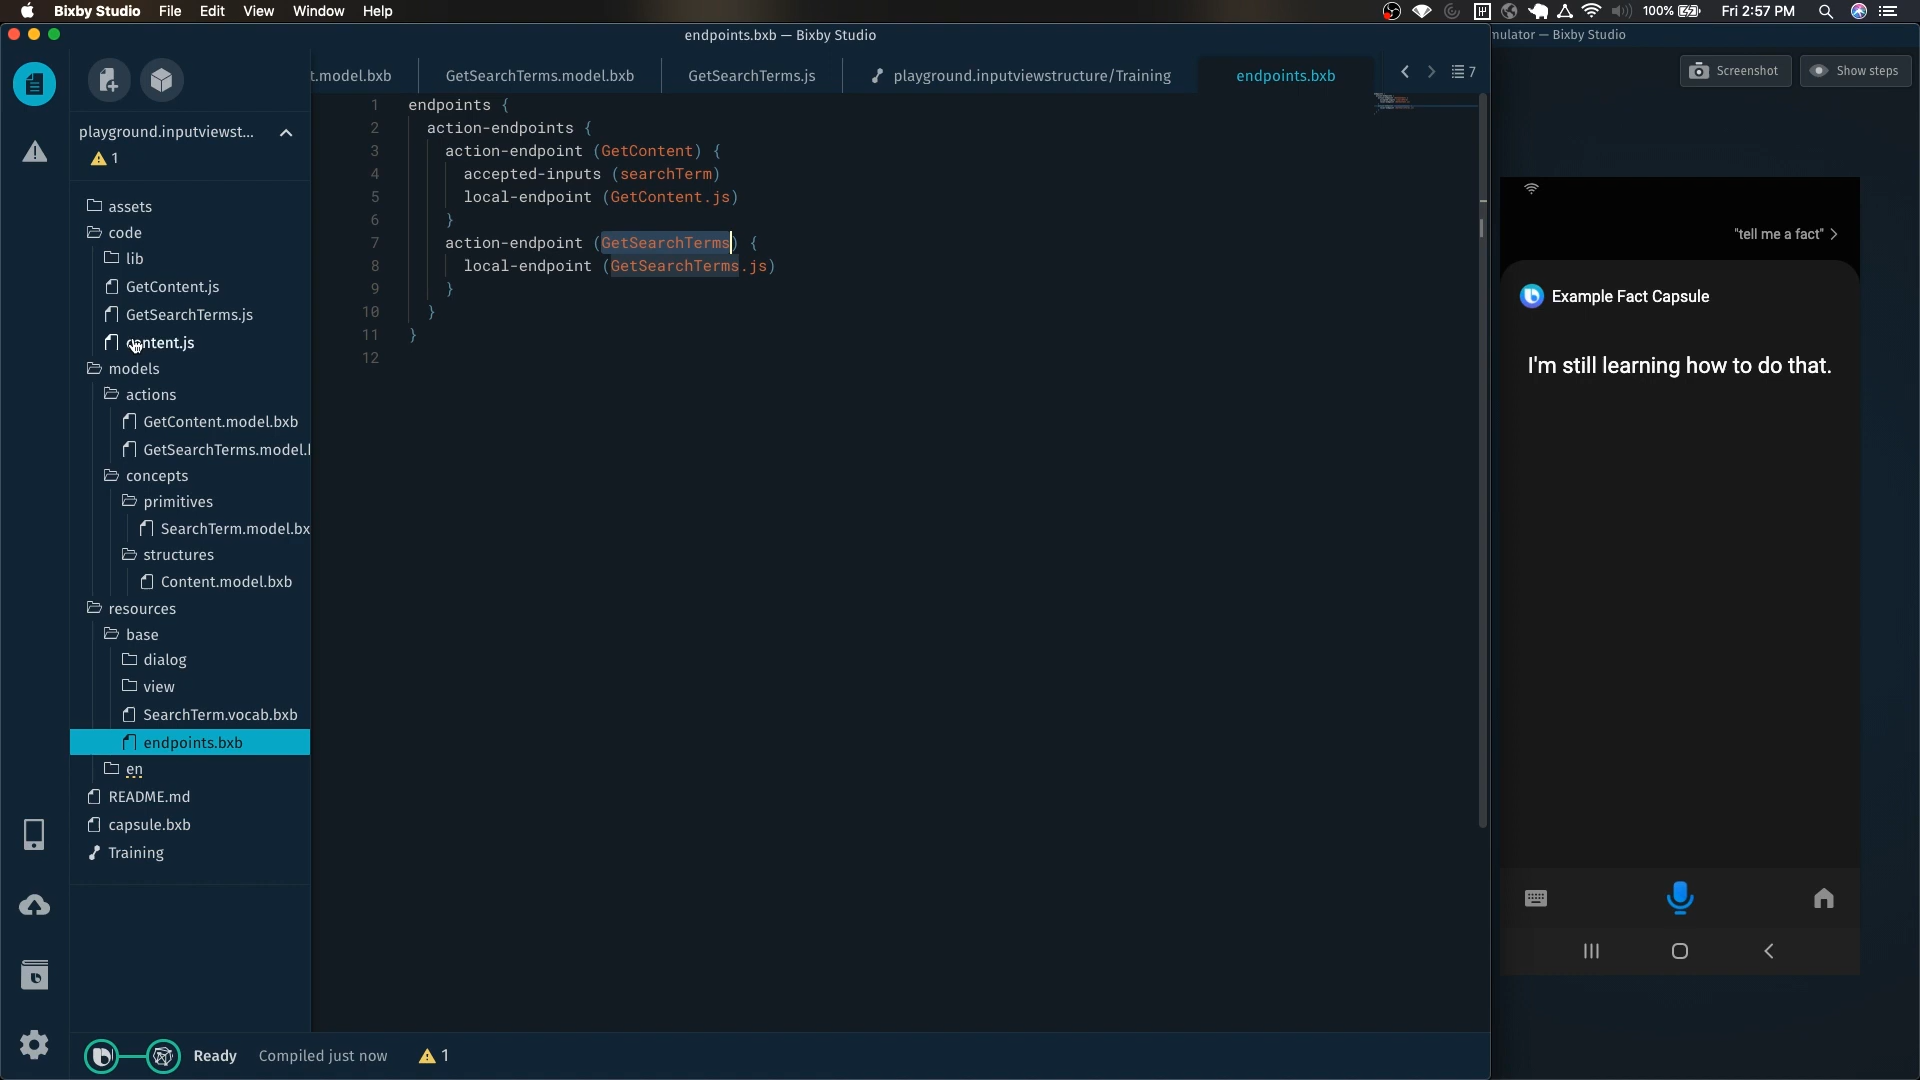 Bixby Studio File Edit View Window Help
100% Fri 2:57 PM
endpoints.bxb — Bixby Studio
mulator — Bixby Studio
t.model.bxb GetSearchTerms.model.bxb GetSearchTerms.js playground.inputviewstructure/Training endpoints.bxb 7
Screenshot Show steps
playground.inputviewst...
1
assets
code
lib
GetContent.js
GetSearchTerms.js
content.js
models
actions
GetContent.model.bxb
GetSearchTerms.model.b
concepts
primitives
SearchTerm.model.bx
structures
Content.model.bxb
resources
base
dialog
view
SearchTerm.vocab.bxb
endpoints.bxb
en
README.md
capsule.bxb
Training
1 endpoints {
2 action-endpoints {
3 action-endpoint (GetContent) {
4 accepted-inputs (searchTerm)
5 local-endpoint (GetContent.js)
6 }
7 action-endpoint (GetSearchTerms) {
8 local-endpoint (GetSearchTerms.js)
9 }
10 }
11 }
12
"tell me a fact" >
Example Fact Capsule
I'm still learning how to do that.
Ready Compiled just now 1